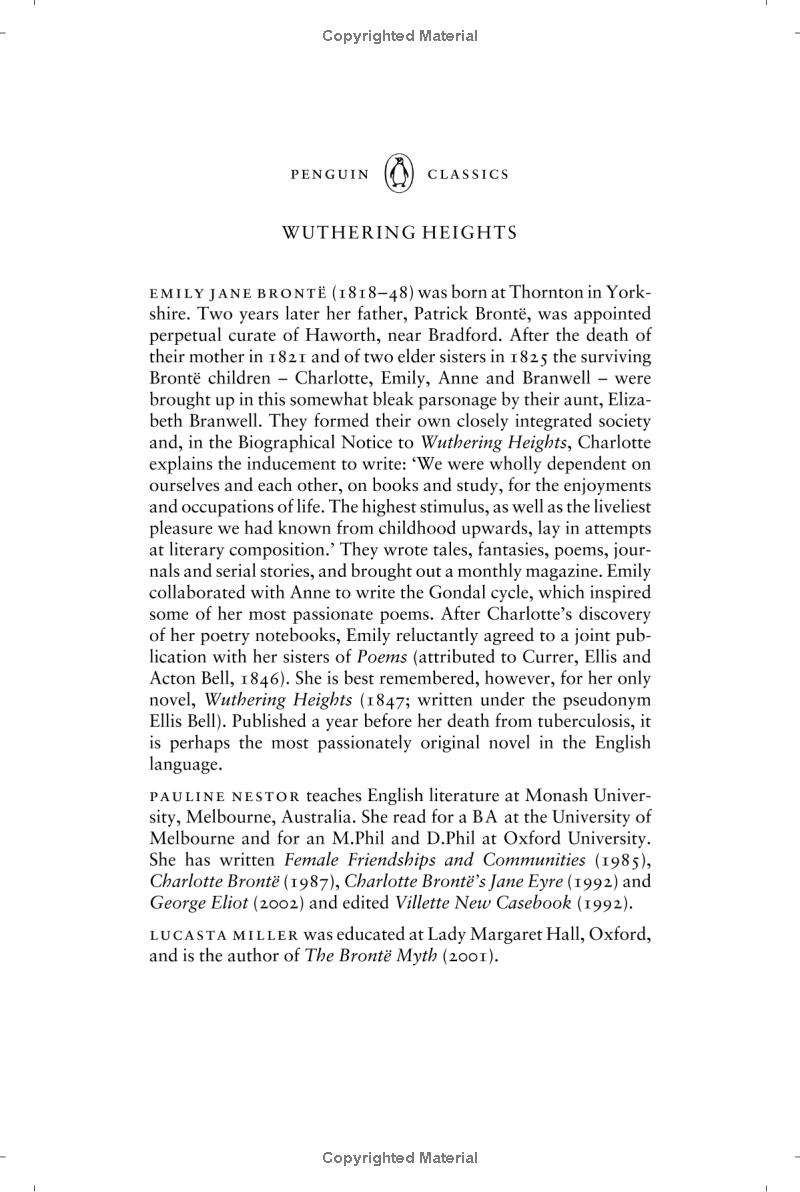 Copyrighted Material
PENGUIN CLASSICS
WUTHERING HEIGHTS
EMILY JANE BRONTË (1818–48) was born at Thornton in York-
shire. Two years later her father, Patrick Brontë, was appointed
perpetual curate of Haworth, near Bradford. After the death of
their mother in 1821 and of two elder sisters in 1825 the surviving
Brontë children – Charlotte, Emily, Anne and Branwell – were
brought up in this somewhat bleak parsonage by their aunt, Eliza-
beth Branwell. They formed their own closely integrated society
and, in the Biographical Notice to Wuthering Heights, Charlotte
explains the inducement to write: ‘We were wholly dependent on
ourselves and each other, on books and study, for the enjoyments
and occupations of life. The highest stimulus, as well as the liveliest
pleasure we had known from childhood upwards, lay in attempts
at literary composition.’ They wrote tales, fantasies, poems, jour-
nals and serial stories, and brought out a monthly magazine. Emily
collaborated with Anne to write the Gondal cycle, which inspired
some of her most passionate poems. After Charlotte’s discovery
of her poetry notebooks, Emily reluctantly agreed to a joint pub-
lication with her sisters of Poems (attributed to Currer, Ellis and
Acton Bell, 1846). She is best remembered, however, for her only
novel, Wuthering Heights (1847; written under the pseudonym
Ellis Bell). Published a year before her death from tuberculosis, it
is perhaps the most passionately original novel in the English
language.
PAULINE NESTOR teaches English literature at Monash Univer-
sity, Melbourne, Australia. She read for a BA at the University of
Melbourne and for an M.Phil and D.Phil at Oxford University.
She has written Female Friendships and Communities (1985),
Charlotte Brontë (1987), Charlotte Brontë’s Jane Eyre (1992) and
George Eliot (2002) and edited Villette New Casebook (1992).
LUCASTA MILLER was educated at Lady Margaret Hall, Oxford,
and is the author of The Brontë Myth (2001).
Copyrighted Material